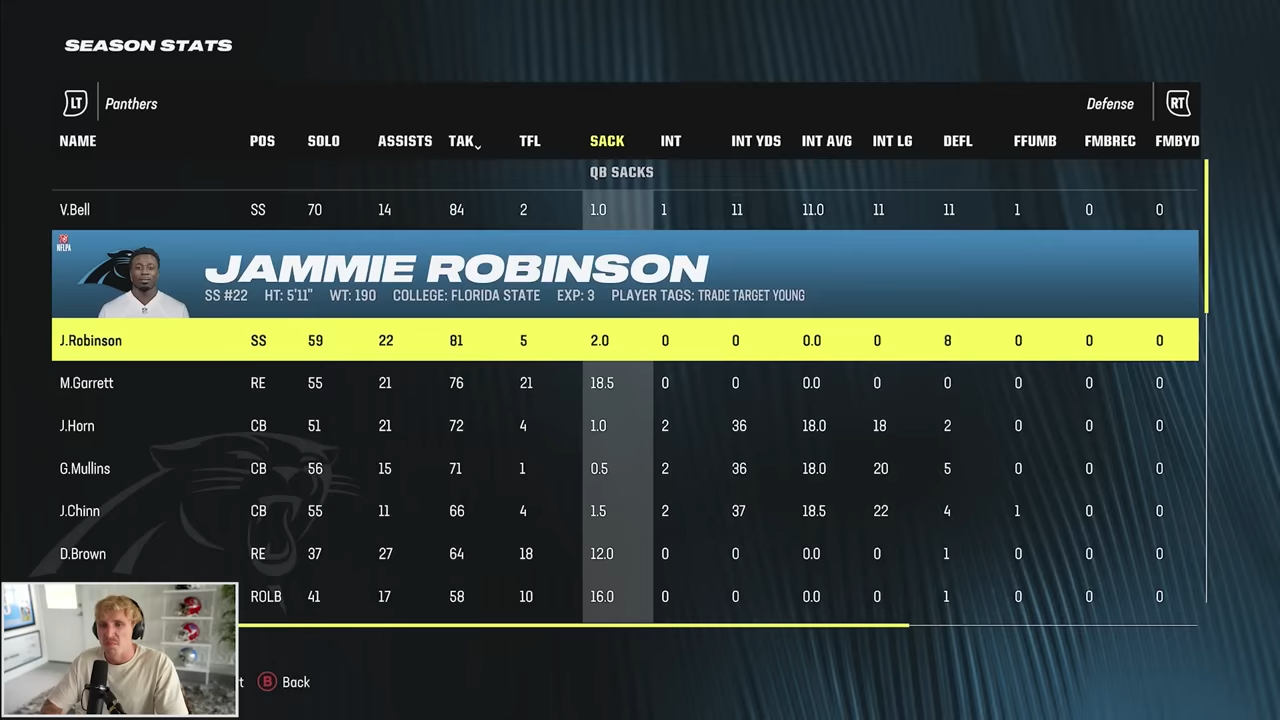 SEASON STATS
LT Panthers Defense RT
NAME POS SOLO ASSISTS TAK TFL SACK INT INT YDS INT AVG INT LG DEFL FFUMB FMBREC FMBYD
QB SACKS
V.Bell SS 70 14 84 2 1.0 1 11 11.0 11 11 1 0 0
NFLPA
JAMMIE ROBINSON
SS #22 HT: 5'11" WT: 190 COLLEGE: FLORIDA STATE EXP: 3 PLAYER TAGS: TRADE TARGET YOUNG
J.Robinson SS 59 22 81 5 2.0 0 0 0.0 0 8 0 0 0
M.Garrett RE 55 21 76 21 18.5 0 0 0.0 0 0 0 0 0
J.Horn CB 51 21 72 4 1.0 2 36 18.0 18 2 0 0 0
G.Mullins CB 56 15 71 1 0.5 2 36 18.0 20 5 0 0 0
J.Chinn CB 55 11 66 4 1.5 2 37 18.5 22 4 1 0 0
D.Brown RE 37 27 64 18 12.0 0 0 0.0 0 1 0 0 0
ROLB 41 17 58 10 16.0 0 0 0.0 0 1 0 0 0
t B Back